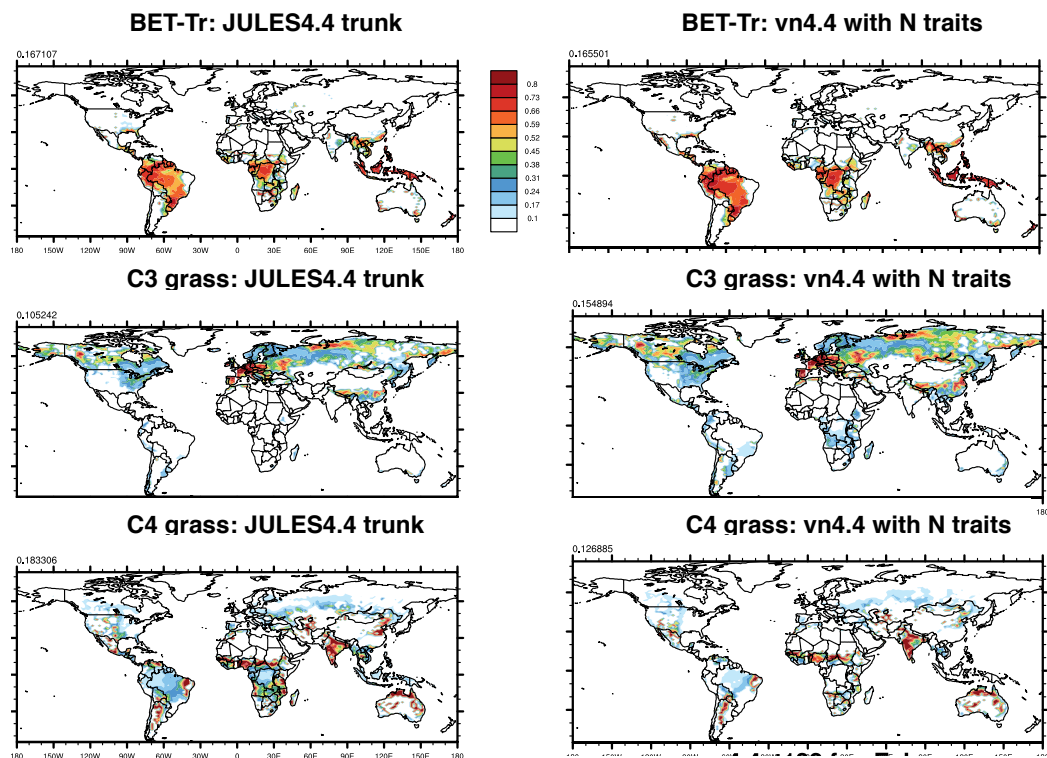 BET-Tr: JULES4.4 trunk
BET-Tr: vn4.4 with N traits
0.167107
0.165501
0.8
0.73
0.66
0.59
0.52
0.45
0.38
0.31
0.24
0.17
0.1
180 150W 120W 90W 60W 30W 0 30E 60E 90E 120E 150E 180
C3 grass: JULES4.4 trunk
C3 grass: vn4.4 with N traits
0.105242
0.154894
180
C4 grass: JULES4.4 trunk
C4 grass: vn4.4 with N traits
0.183306
0.126885
180 150W 120W 90W 60W 30W 0 30E 60E 90E 120E 150E 180